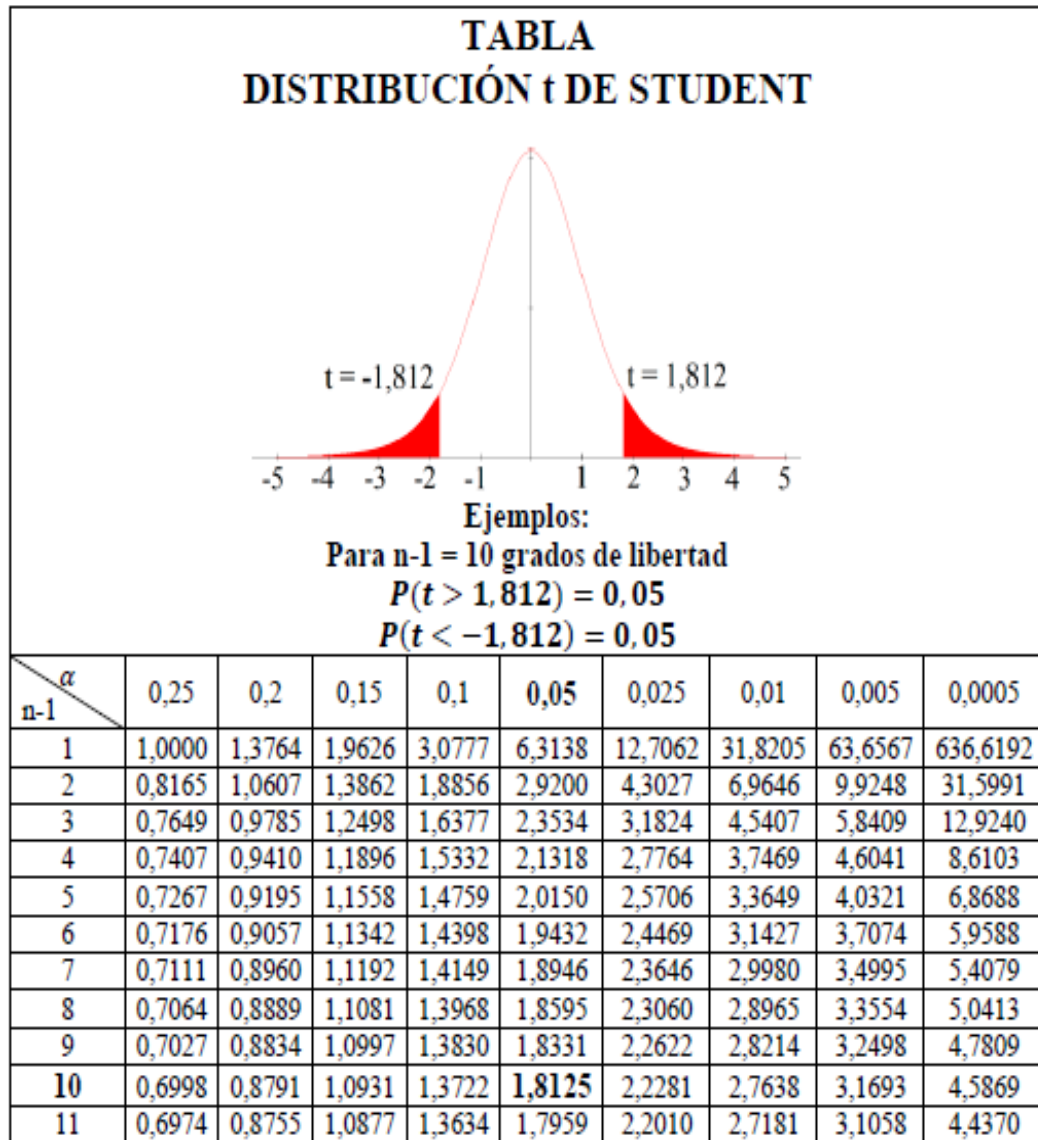 TABLA
DISTRIBUCIÓN t DE STUDENT
t = -1,812 t = 1,812
-5 -4 -3 -2 -1 1 2 3 4 5
Ejemplos:
Para n-1 = 10 grados de libertad
P(t > 1,812) = 0,05
P(t < −1,812) = 0,05
α n-1 0,25 0,2 0,15 0,1 0,05 0,025 0,01 0,005 0,0005
1 1,0000 1,3764 1,9626 3,0777 6,3138 12,7062 31,8205 63,6567 636,6192
2 0,8165 1,0607 1,3862 1,8856 2,9200 4,3027 6,9646 9,9248 31,5991
3 0,7649 0,9785 1,2498 1,6377 2,3534 3,1824 4,5407 5,8409 12,9240
4 0,7407 0,9410 1,1896 1,5332 2,1318 2,7764 3,7469 4,6041 8,6103
5 0,7267 0,9195 1,1558 1,4759 2,0150 2,5706 3,3649 4,0321 6,8688
6 0,7176 0,9057 1,1342 1,4398 1,9432 2,4469 3,1427 3,7074 5,9588
7 0,7111 0,8960 1,1192 1,4149 1,8946 2,3646 2,9980 3,4995 5,4079
8 0,7064 0,8889 1,1081 1,3968 1,8595 2,3060 2,8965 3,3554 5,0413
9 0,7027 0,8834 1,0997 1,3830 1,8331 2,2622 2,8214 3,2498 4,7809
10 0,6998 0,8791 1,0931 1,3722 1,8125 2,2281 2,7638 3,1693 4,5869
11 0,6974 0,8755 1,0877 1,3634 1,7959 2,2010 2,7181 3,1058 4,4370